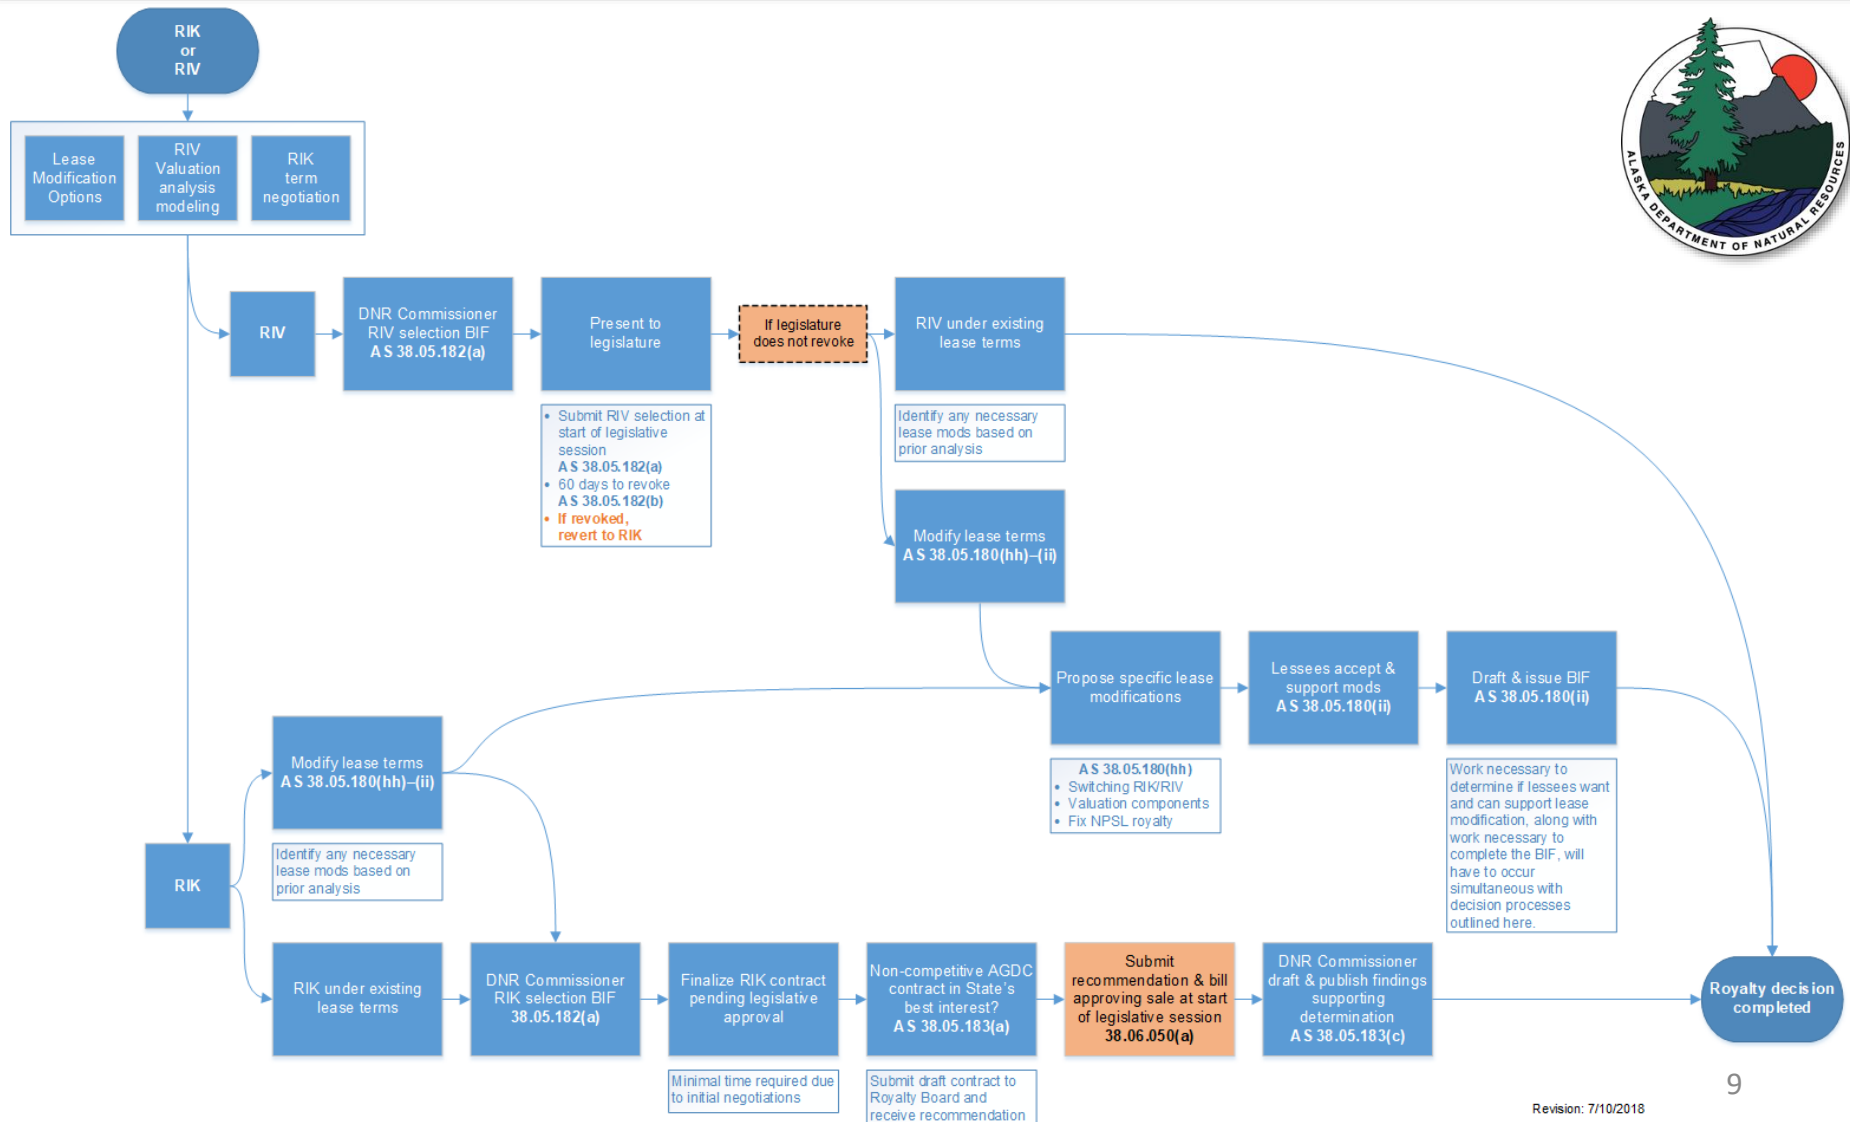 RIK
or
RIV
Lease
Modification
Options
RIV
Valuation
analysis
modeling
RIK
term
negotiation
ALASKA DEPARTMENT OF NATURAL RESOURCES
RIV
DNR Commissioner
RIV selection BIF
AS 38.05.182(a)
Present to
legislature
If legislature
does not revoke
RIV under existing
lease terms
• Submit RIV selection at
start of legislative
session
AS 38.05.182(a)
• 60 days to revoke
AS 38.05.182(b)
• If revoked,
revert to RIK
Identify any necessary
lease mods based on
prior analysis
Modify lease terms
AS 38.05.180(hh)–(ii)
Propose specific lease
modifications
Lessees accept &
support mods
AS 38.05.180(ii)
Draft & issue BIF
AS 38.05.180(ii)
AS 38.05.180(hh)
• Switching RIK/RIV
• Valuation components
• Fix NPSL royalty
Work necessary to
determine if lessees want
and can support lease
modification, along with
work necessary to
complete the BIF, will
have to occur
simultaneous with
decision processes
outlined here.
Modify lease terms
AS 38.05.180(hh)–(ii)
Identify any necessary
lease mods based on
prior analysis
RIK
RIK under existing
lease terms
DNR Commissioner
RIK selection BIF
38.05.182(a)
Finalize RIK contract
pending legislative
approval
Non-competitive AGDC
contract in State's
best interest?
AS 38.05.183(a)
Submit
recommendation & bill
approving sale at start
of legislative session
38.06.050(a)
DNR Commissioner
draft & publish findings
supporting
determination
AS 38.05.183(c)
Royalty decision
completed
Minimal time required due
to initial negotiations
Submit draft contract to
Royalty Board and
receive recommendation
9
Revision: 7/10/2018